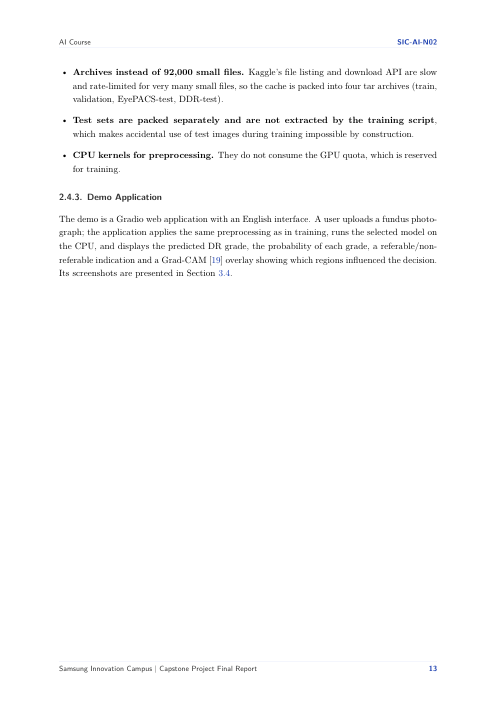 AI Course
SIC-AI-N02
• Archives instead of 92,000 small files. Kaggle's file listing and download API are slow
and rate-limited for very many small files, so the cache is packed into four tar archives (train,
validation, EyePACS-test, DDR-test).
• Test sets are packed separately and are not extracted by the training script,
which makes accidental use of test images during training impossible by construction.
• CPU kernels for preprocessing. They do not consume the GPU quota, which is reserved
for training.
2.4.3. Demo Application
The demo is a Gradio web application with an English interface. A user uploads a fundus photo-
graph; the application applies the same preprocessing as in training, runs the selected model on
the CPU, and displays the predicted DR grade, the probability of each grade, a referable/non-
referable indication and a Grad-CAM [19] overlay showing which regions influenced the decision.
Its screenshots are presented in Section 3.4.
Samsung Innovation Campus | Capstone Project Final Report
13